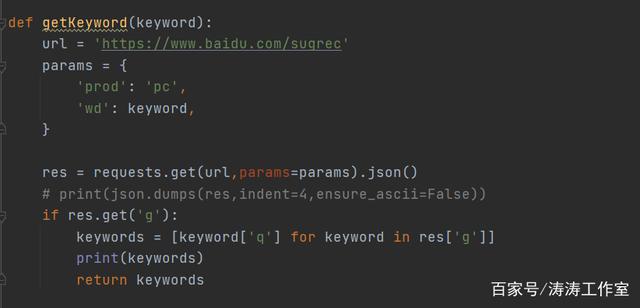 def getKeyword(keyword):
    url = 'https://www.baidu.com/sugrec'
    params = {
        'prod': 'pc',
        'wd': keyword,
    }
    res = requests.get(url,params=params).json()
    # print(json.dumps(res,indent=4,ensure_ascii=False))
    if res.get('g'):
        keywords = [keyword['q'] for keyword in res['g']]
        print(keywords)
        return keywords
百家号/涛涛工作室